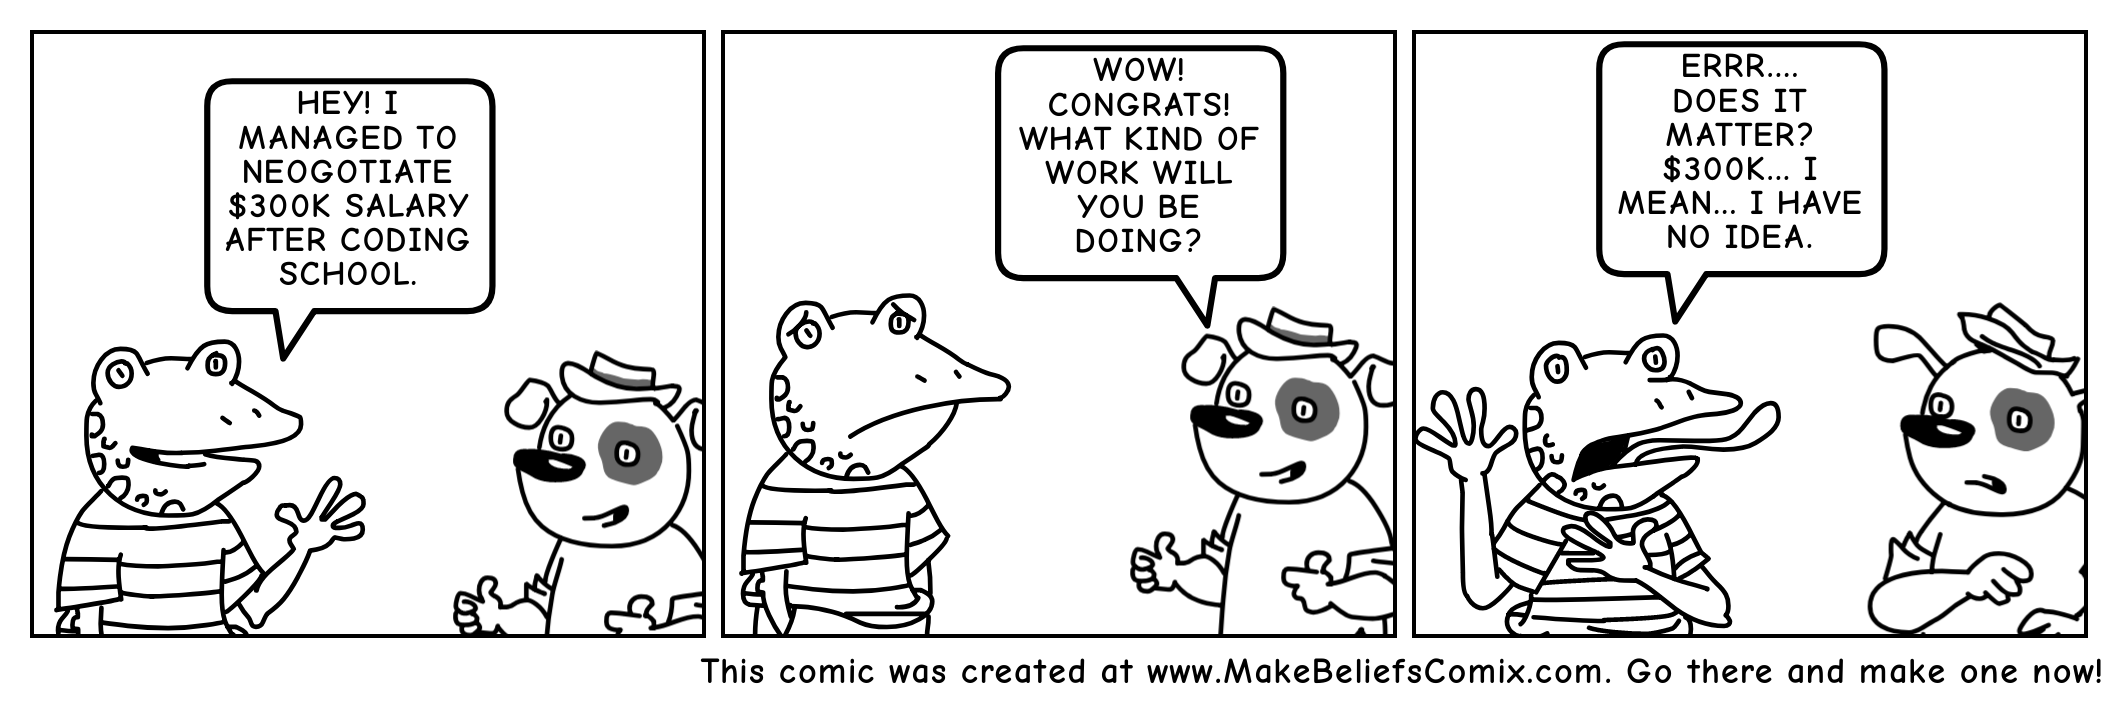 HEY! I
MANAGED TO
NEOGOTIATE
$300K SALARY
AFTER CODING
SCHOOL.
WOW!
CONGRATS!
WHAT KIND OF
WORK WILL
YOU BE
DOING?
ERRR....
DOES IT
MATTER?
$300K... I
MEAN... I HAVE
NO IDEA.
This comic was created at www.MakeBeliefsComix.com. Go there and make one now!